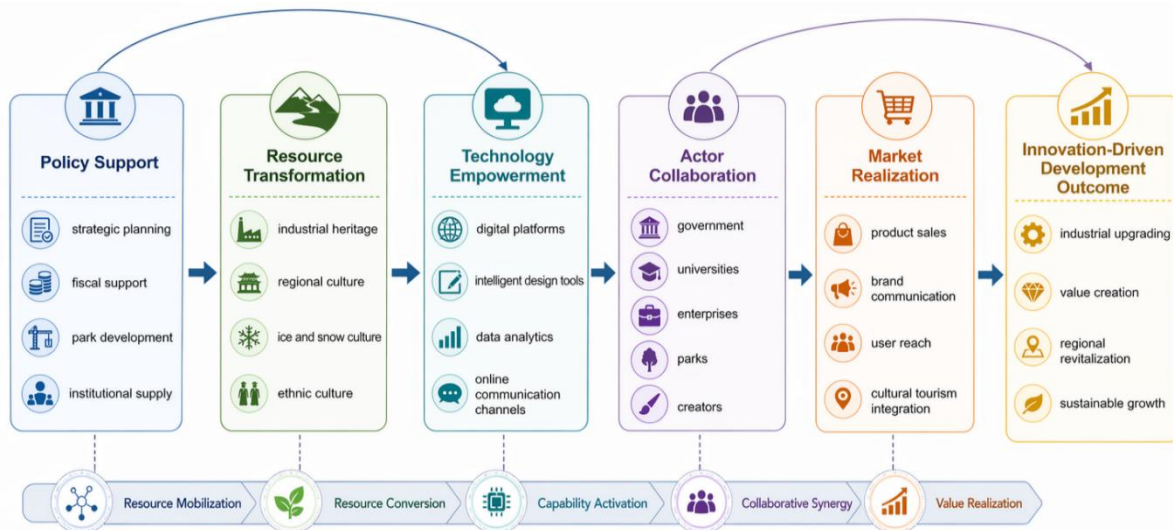 Policy Support
strategic planning
fiscal support
park development
institutional supply
Resource
Transformation
industrial heritage
regional culture
ice and snow culture
ethnic culture
Technology
Empowerment
digital platforms
intelligent design tools
data analytics
online
communication
channels
Actor
Collaboration
government
universities
enterprises
parks
creators
Market
Realization
product sales
brand
communication
user reach
cultural tourism
integration
Innovation-Driven
Development
Outcome
industrial upgrading
value creation
regional
revitalization
sustainable growth
Resource Mobilization
Resource Conversion
Capability Activation
Collaborative Synergy
Value Realization